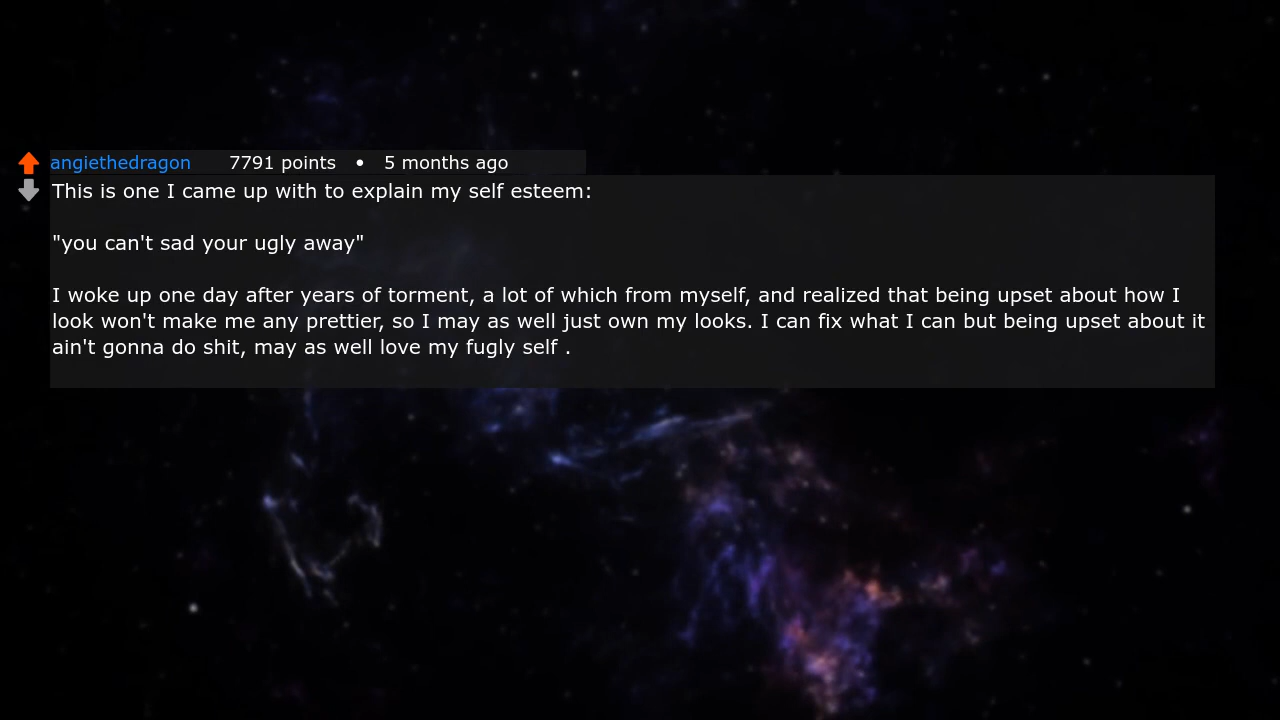 angiethedragon 7791 points • 5 months ago
This is one I came up with to explain my self esteem:
"you can't sad your ugly away"
I woke up one day after years of torment, a lot of which from myself, and realized that being upset about how I
look won't make me any prettier, so I may as well just own my looks. I can fix what I can but being upset about it
ain't gonna do shit, may as well love my fugly self .